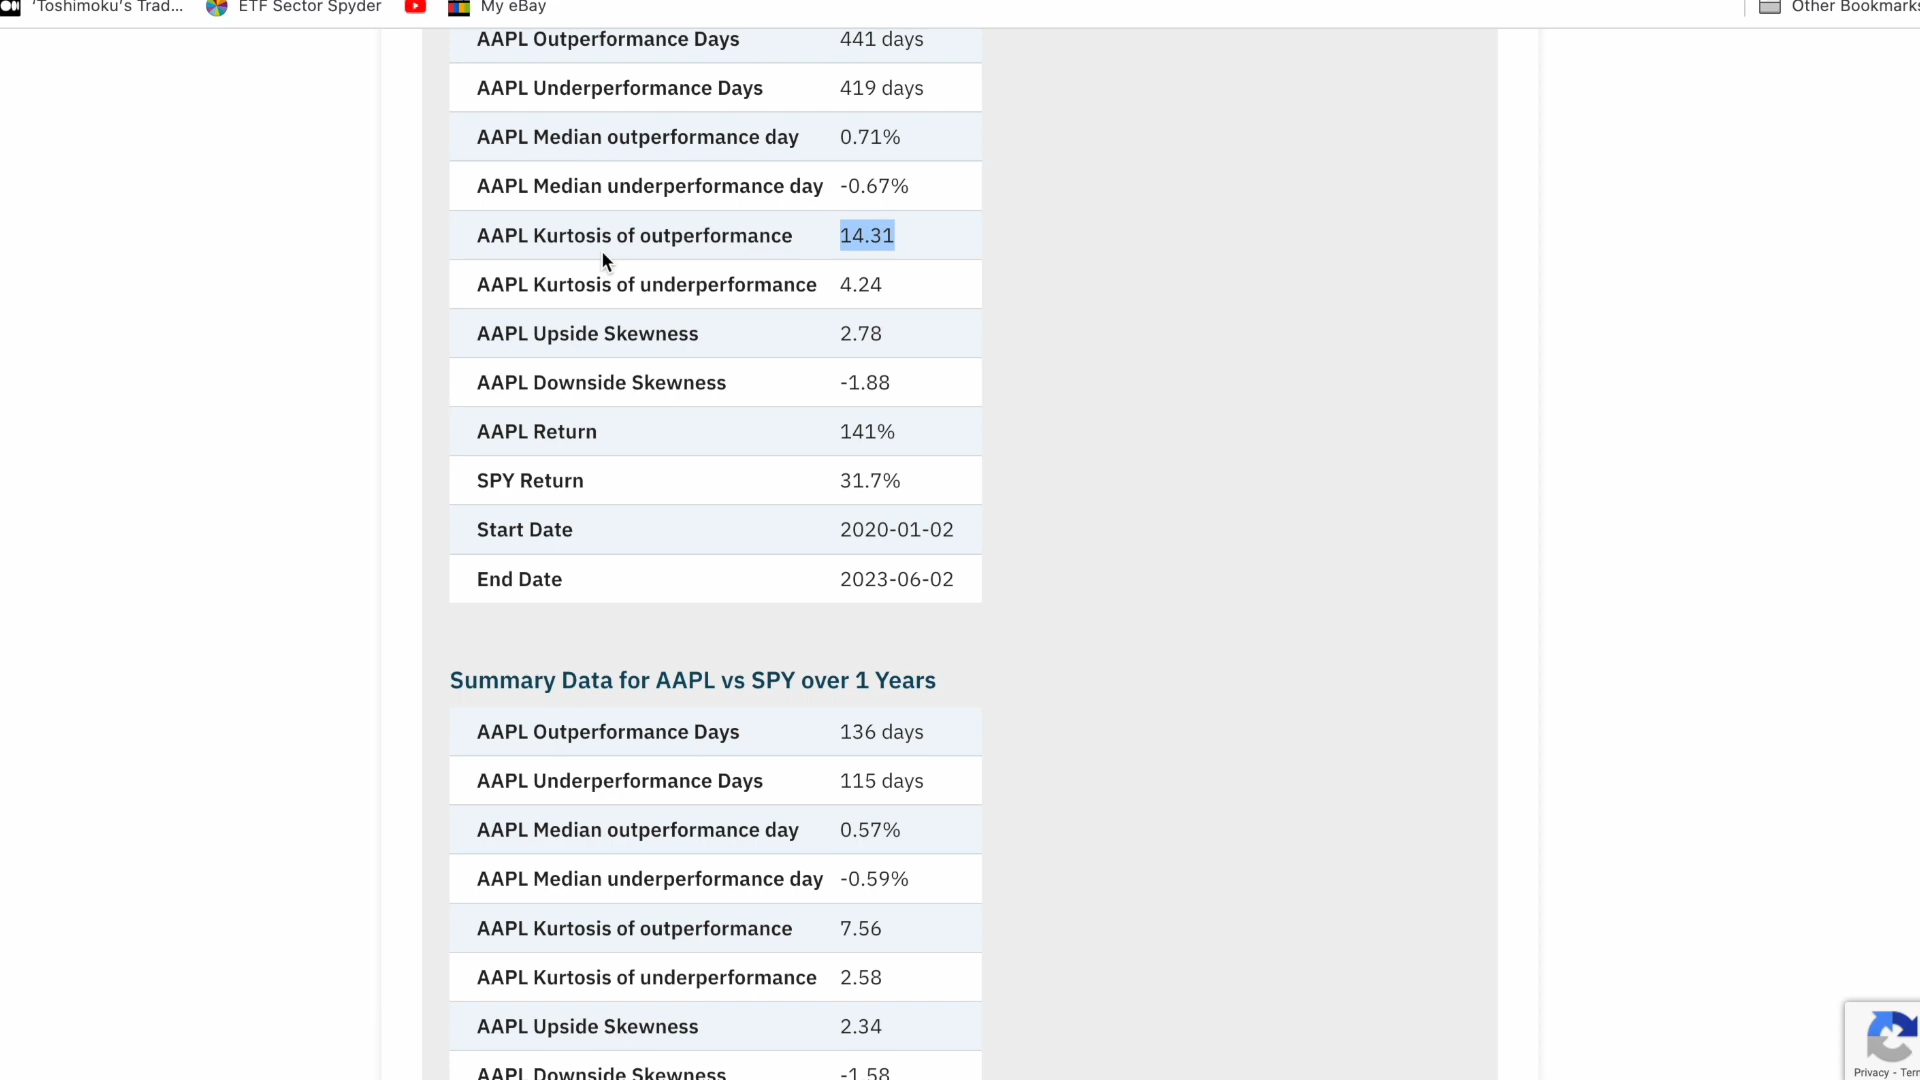 'Toshimoku's Trad... ETF Sector Spyder My eBay Other Bookmarks
AAPL Outperformance Days 441 days
AAPL Underperformance Days 419 days
AAPL Median outperformance day 0.71%
AAPL Median underperformance day -0.67%
AAPL Kurtosis of outperformance 14.31
AAPL Kurtosis of underperformance 4.24
AAPL Upside Skewness 2.78
AAPL Downside Skewness -1.88
AAPL Return 141%
SPY Return 31.7%
Start Date 2020-01-02
End Date 2023-06-02
Summary Data for AAPL vs SPY over 1 Years
AAPL Outperformance Days 136 days
AAPL Underperformance Days 115 days
AAPL Median outperformance day 0.57%
AAPL Median underperformance day -0.59%
AAPL Kurtosis of outperformance 7.56
AAPL Kurtosis of underperformance 2.58
AAPL Upside Skewness 2.34
AAPL Downside Skewness -1.58
Privacy - Tern